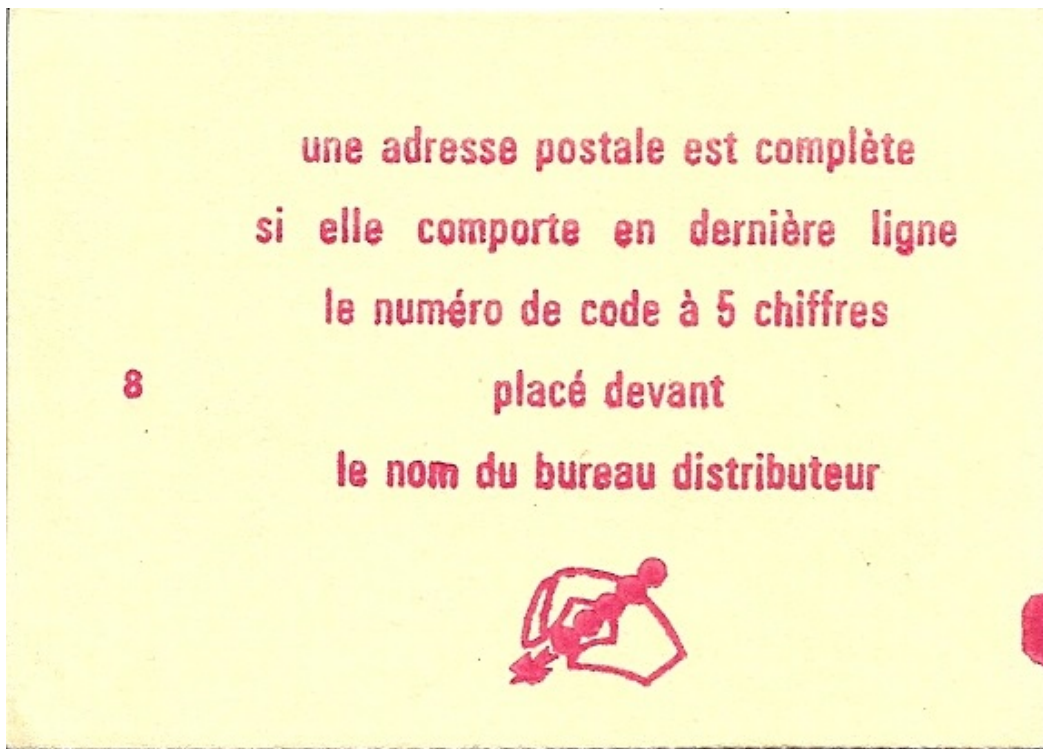 une adresse postale est complète
si elle comporte en dernière ligne
le numéro de code à 5 chiffres
8
placé devant
le nom du bureau distributeur